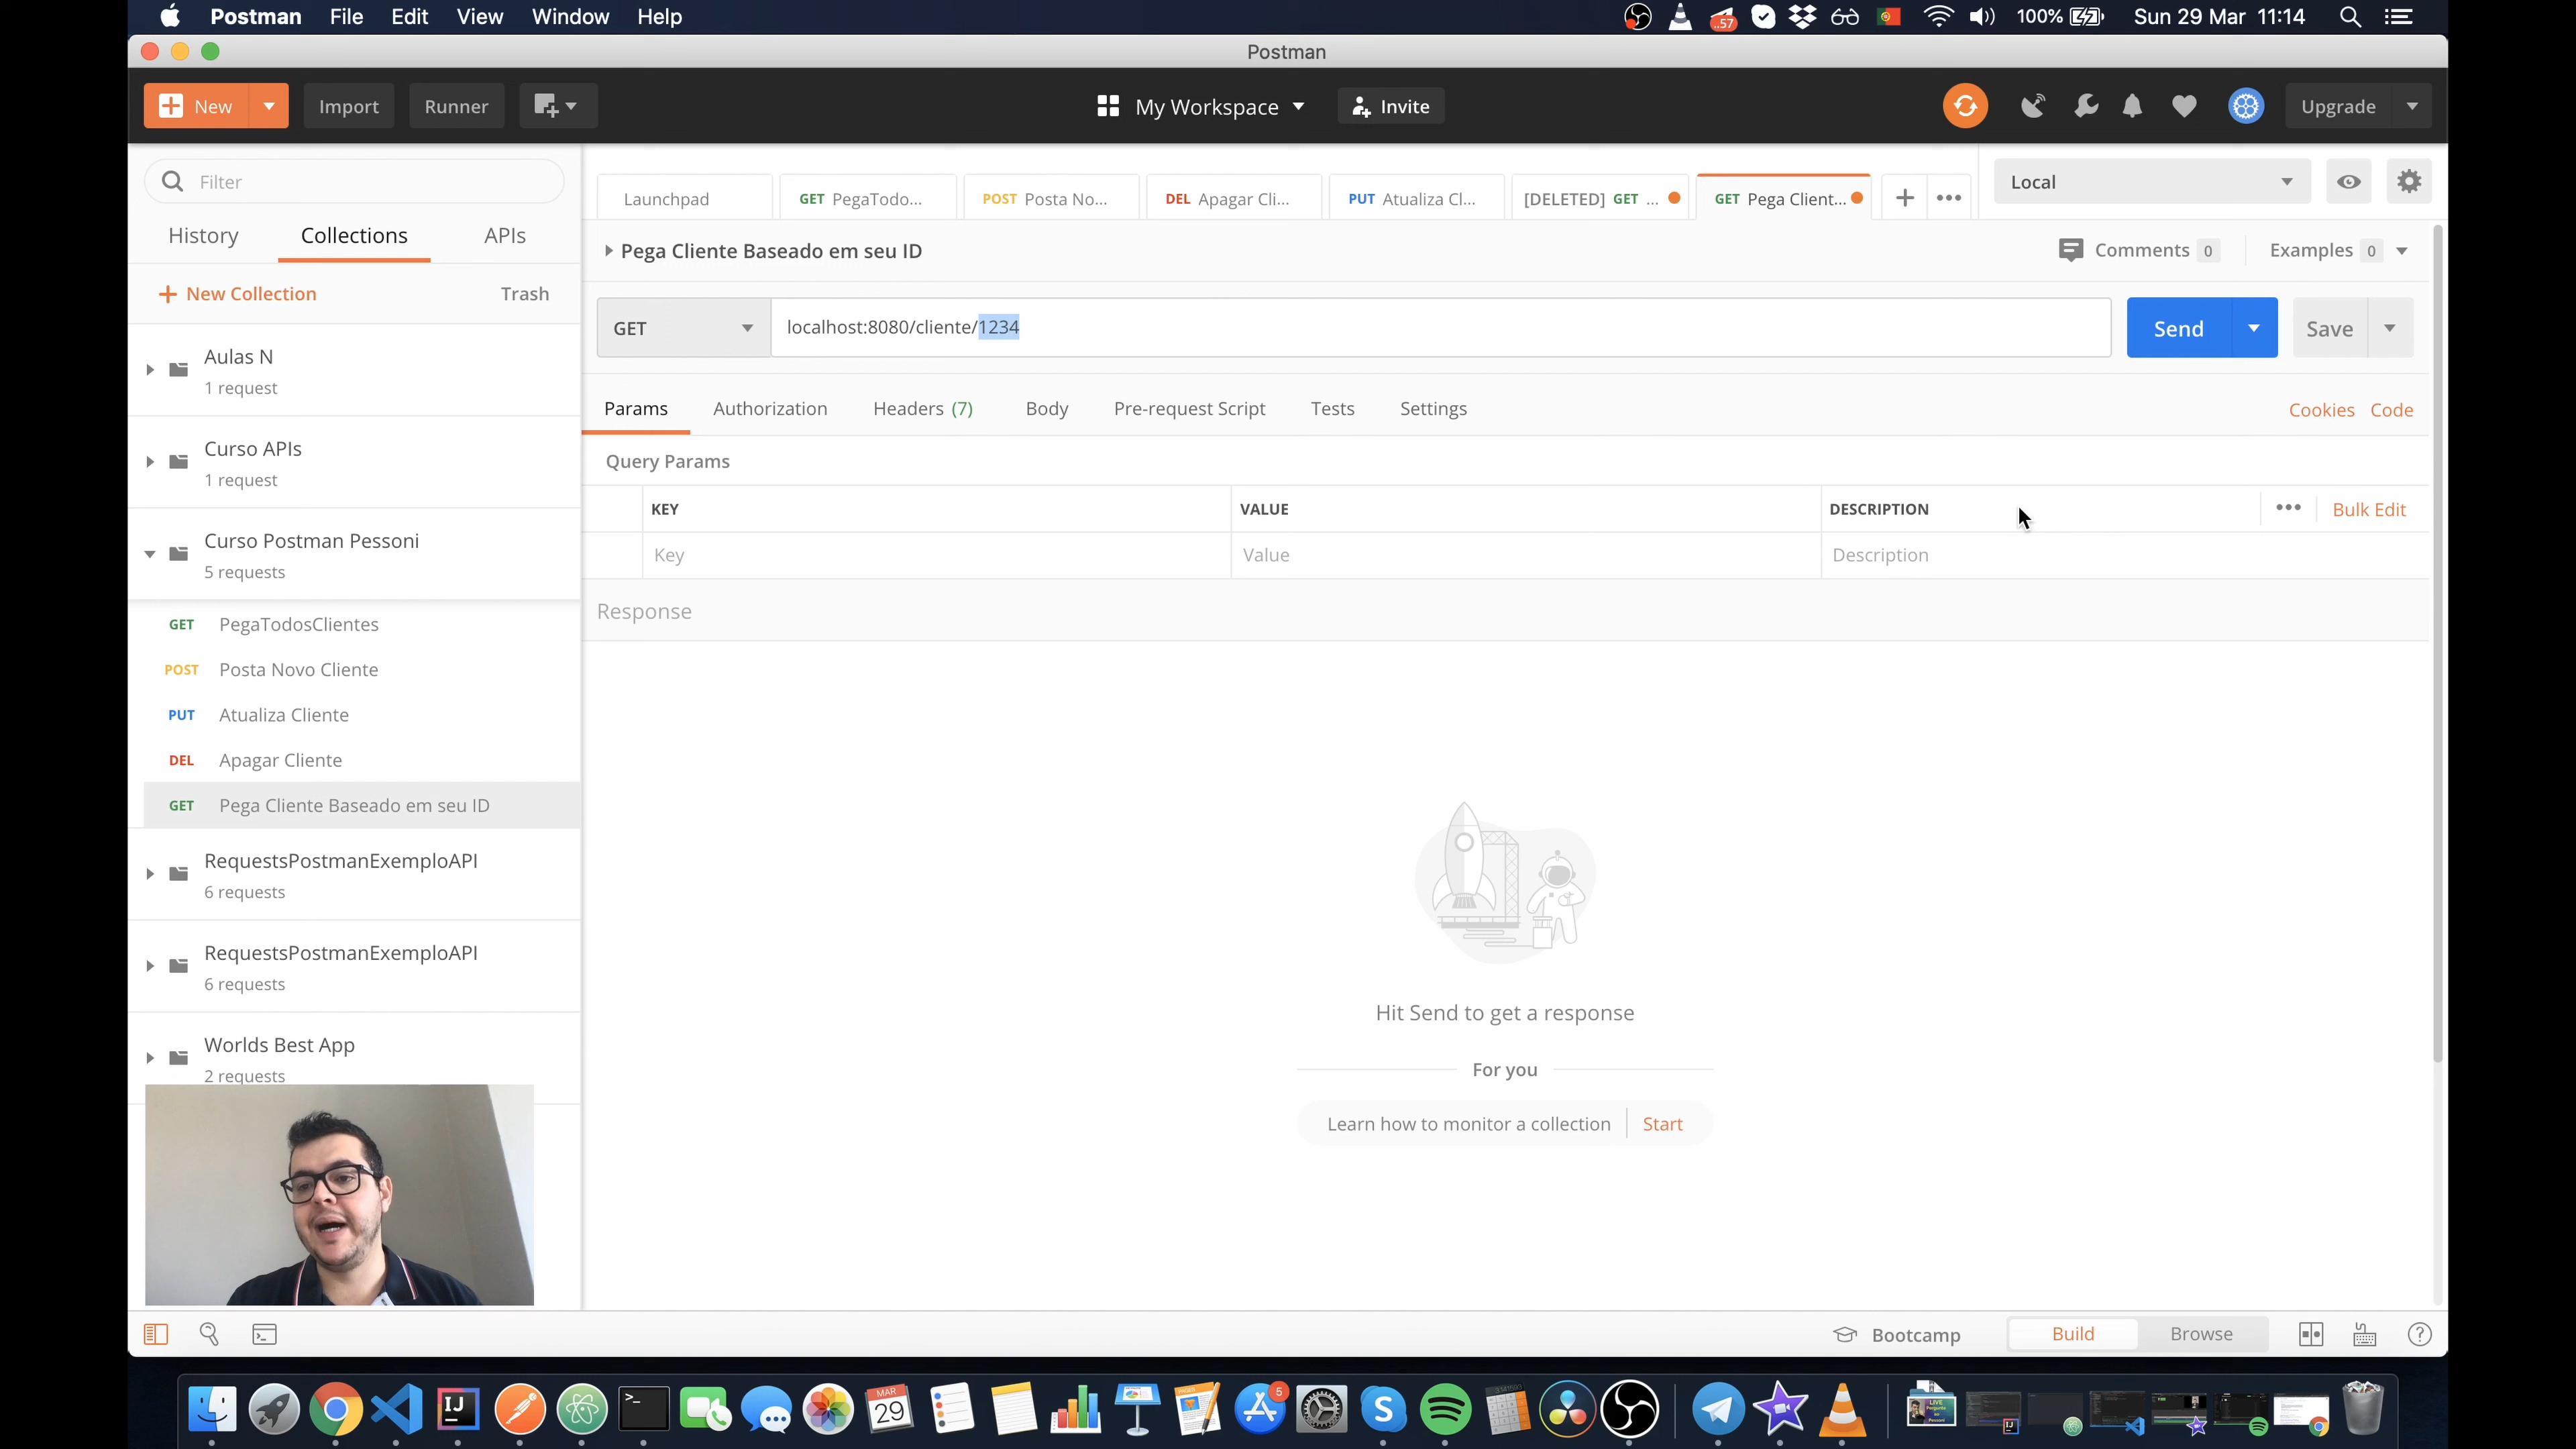 Postman File Edit View Window Help
..57 100% Sun 29 Mar 11:14
Postman
New Import Runner My Workspace Invite Upgrade
Filter
Launchpad GET PegaTodo... POST Posta No... DEL Apagar Cli... PUT Atualiza Cl... [DELETED] GET ... GET Pega Client... Local
History Collections APIs
Pega Cliente Baseado em seu ID Comments 0 Examples 0
New Collection Trash
GET localhost:8080/cliente/1234 Send Save
Aulas N
1 request
Params Authorization Headers (7) Body Pre-request Script Tests Settings Cookies Code
Curso APIs
1 request
Query Params
KEY VALUE DESCRIPTION Bulk Edit
Key Value Description
Curso Postman Pessoni
5 requests
Response
GET PegaTodosClientes
POST Posta Novo Cliente
PUT Atualiza Cliente
DEL Apagar Cliente
GET Pega Cliente Baseado em seu ID
RequestsPostmanExemploAPI
6 requests
RequestsPostmanExemploAPI
6 requests
Worlds Best App
2 requests
Hit Send to get a response
For you
Learn how to monitor a collection Start
Bootcamp Build Browse
IJ MAR 29 5